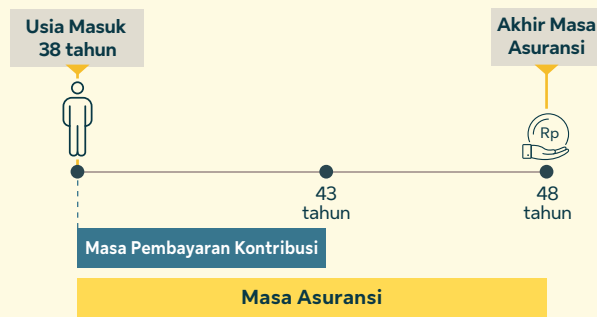 Usia Masuk
38 tahun
Akhir Masa
Asuransi
Rp
43
tahun
48
tahun
Masa Pembayaran Kontribusi
Masa Asuransi